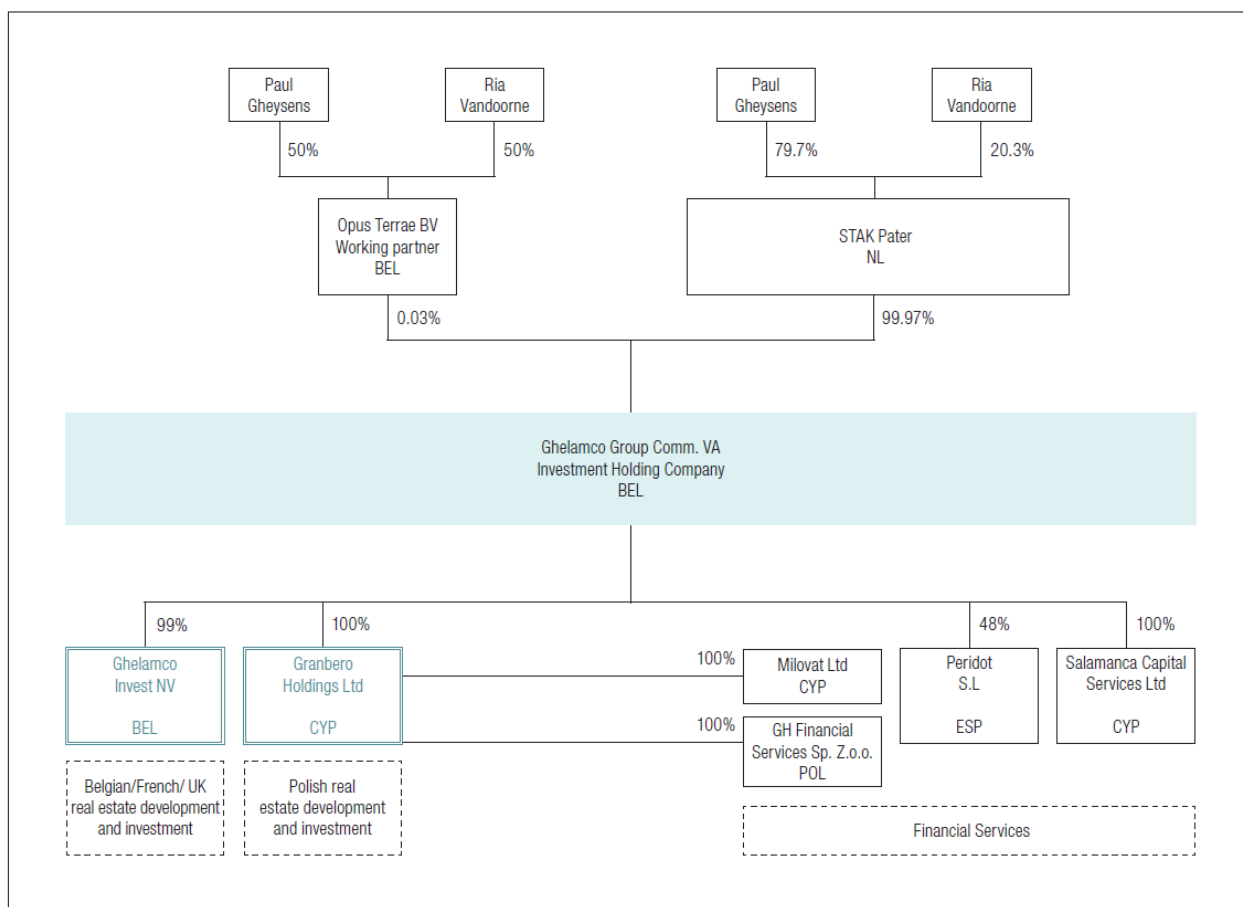 Paul
Gheysens
Ria
Vandoorne
Paul
Gheysens
Ria
Vandoorne
50%
50%
79.7%
20.3%
Opus Terrae BV
Working partner
BEL
STAK Pater
NL
0.03%
99.97%
Ghelamco Group Comm. VA
Investment Holding Company
BEL
99%
100%
48%
100%
Ghelamco
Invest NV
BEL
Granbero
Holdings Ltd
CYP
100%
Milovat Ltd
CYP
100%
GH Financial
Services Sp. Z.o.o.
POL
Peridot
S.L
ESP
Salamanca Capital
Services Ltd
CYP
Belgian/French/ UK
real estate development
and investment
Polish real
estate development
and investment
Financial Services